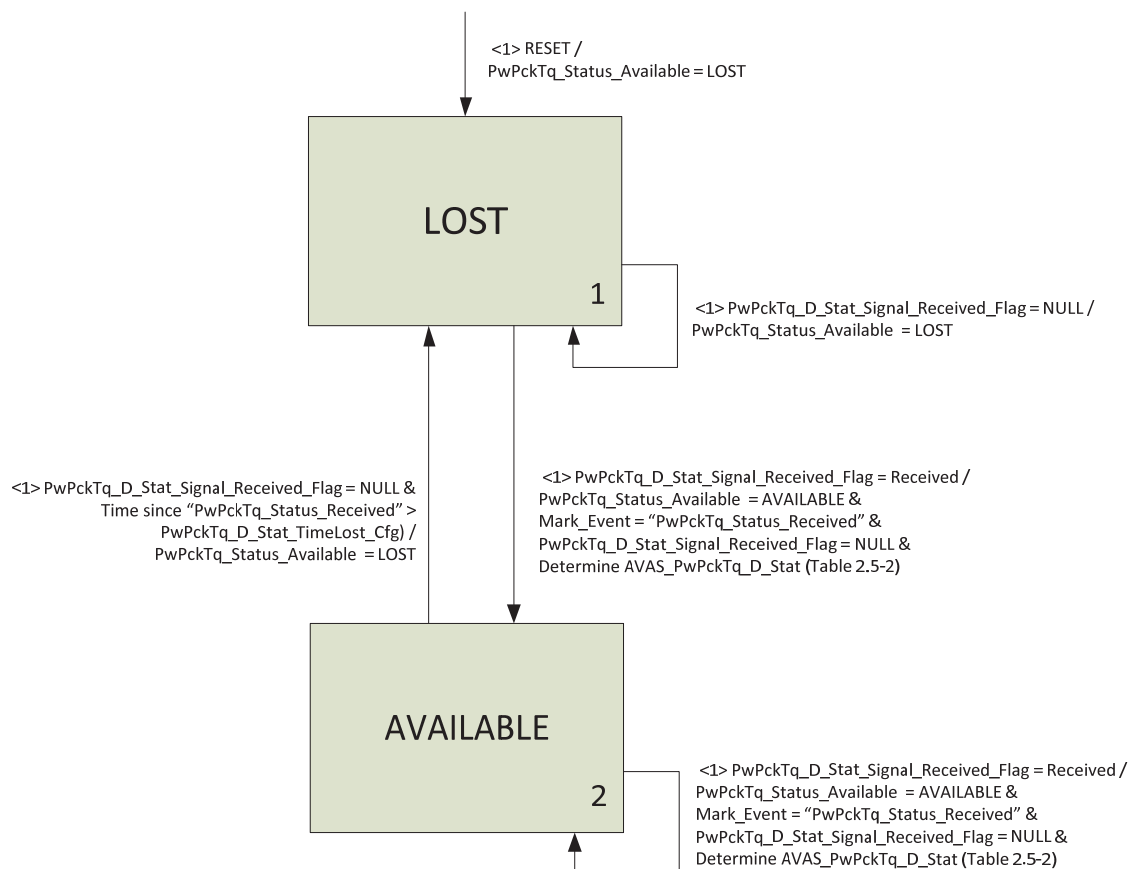 <1> RESET /
PwPckTq_Status_Available = LOST
LOST
1
<1> PwPckTq_D_Stat_Signal_Received_Flag = NULL /
PwPckTq_Status_Available = LOST
<1> PwPckTq_D_Stat_Signal_Received_Flag = NULL &
Time since “PwPckTq_Status_Received” >
PwPckTq_D_Stat_TimeLost_Cfg) /
PwPckTq_Status_Available = LOST
<1> PwPckTq_D_Stat_Signal_Received_Flag = Received /
PwPckTq_Status_Available = AVAILABLE &
Mark_Event = “PwPckTq_Status_Received” &
PwPckTq_D_Stat_Signal_Received_Flag = NULL &
Determine AVAS_PwPckTq_D_Stat (Table 2.5-2)
AVAILABLE
2
<1> PwPckTq_D_Stat_Signal_Received_Flag = Received /
PwPckTq_Status_Available = AVAILABLE &
Mark_Event = “PwPckTq_Status_Received” &
PwPckTq_D_Stat_Signal_Received_Flag = NULL &
Determine AVAS_PwPckTq_D_Stat (Table 2.5-2)